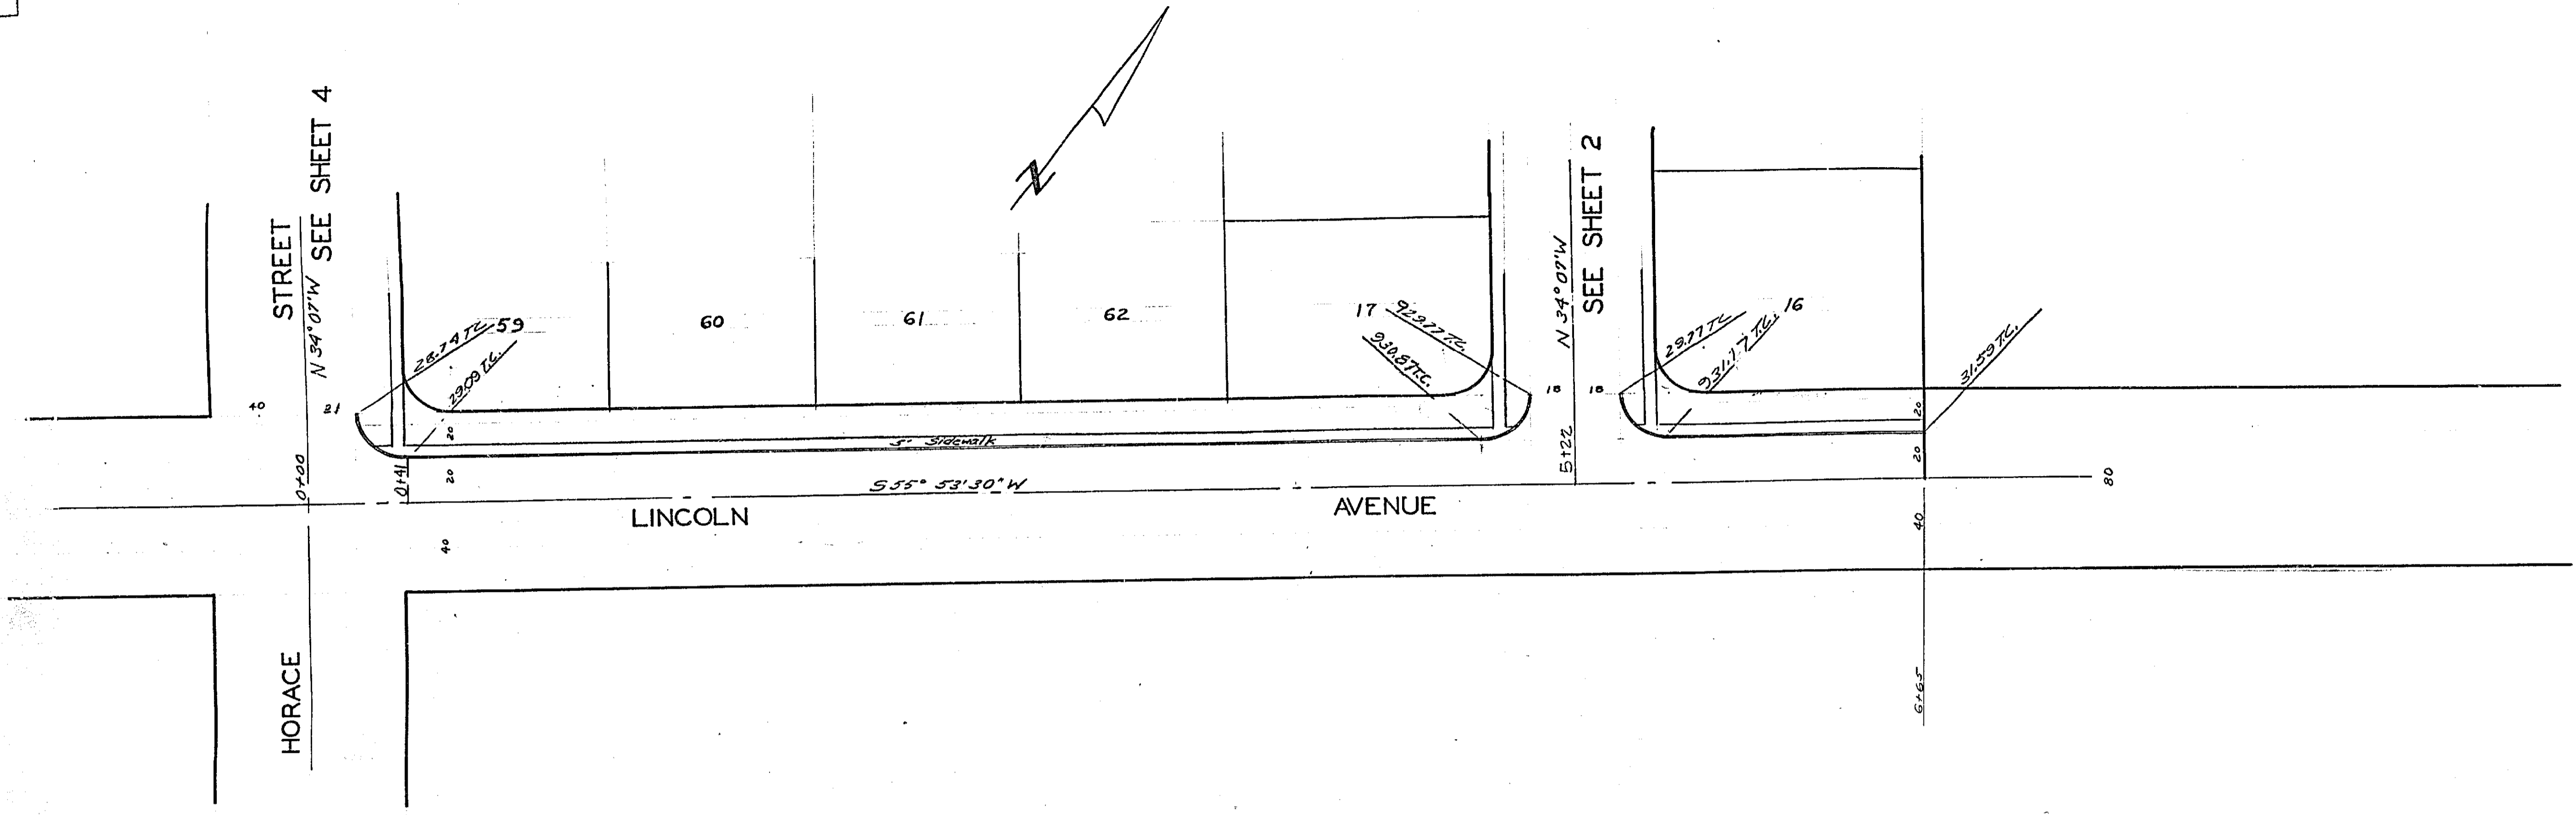 STREET
SEE SHEET 4
N 34° 07' W
N
SEE SHEET 2
N 34° 07' W
28.74 T.C.
59
29.09 T.C.
60
61
62
17
929.77 T.C.
930.87 T.C.
29.77 T.C.
16
931.17 T.C.
31.59 T.C.
40
21
18
18
20
20
20
20
5' Sidewalk
0+00
0+41
5+22
S 55° 53' 30" W
80
LINCOLN
AVENUE
40
40
6+65
HORACE